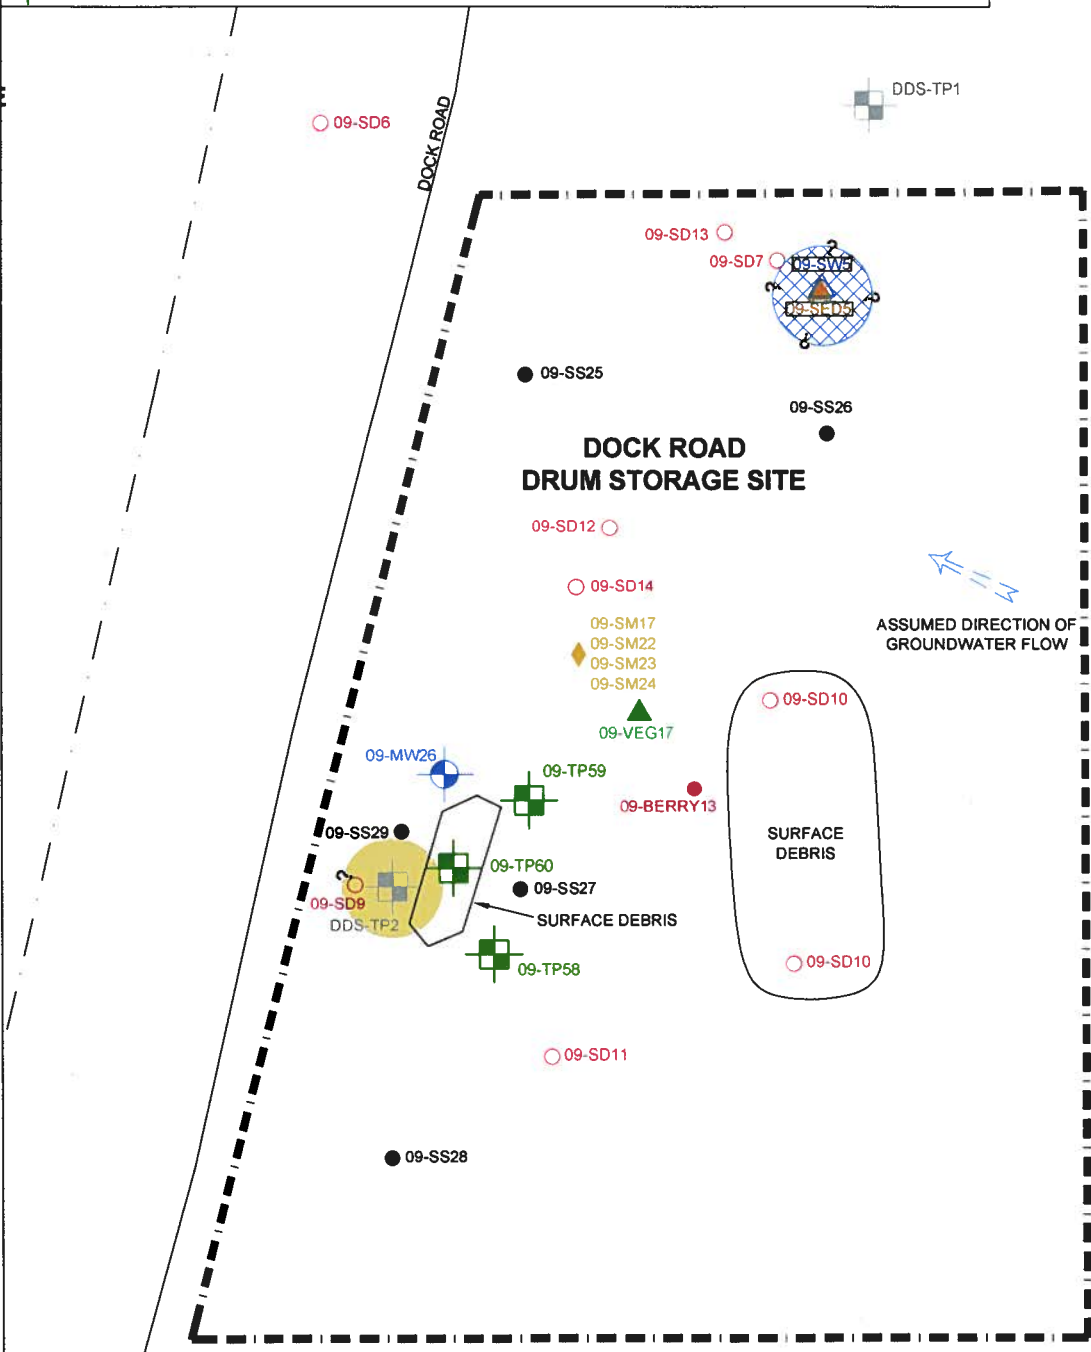 DDS-TP1
09-SD6
DOCK ROAD
09-SD13
09-SD7
?
09-SW5
?
?
09-SED5
?
09-SS25
09-SS26
DOCK ROAD
DRUM STORAGE SITE
09-SD12
09-SD14
ASSUMED DIRECTION OF
GROUNDWATER FLOW
09-SM17
09-SM22
09-SM23
09-SM24
09-SD10
09-VEG17
09-MW26
09-TP59
09-BERRY13
SURFACE
DEBRIS
09-SS29
09-TP60
?
09-SS27
09-SD9
SURFACE DEBRIS
DDS-TP2
09-SD10
09-TP58
09-SD11
09-SS28